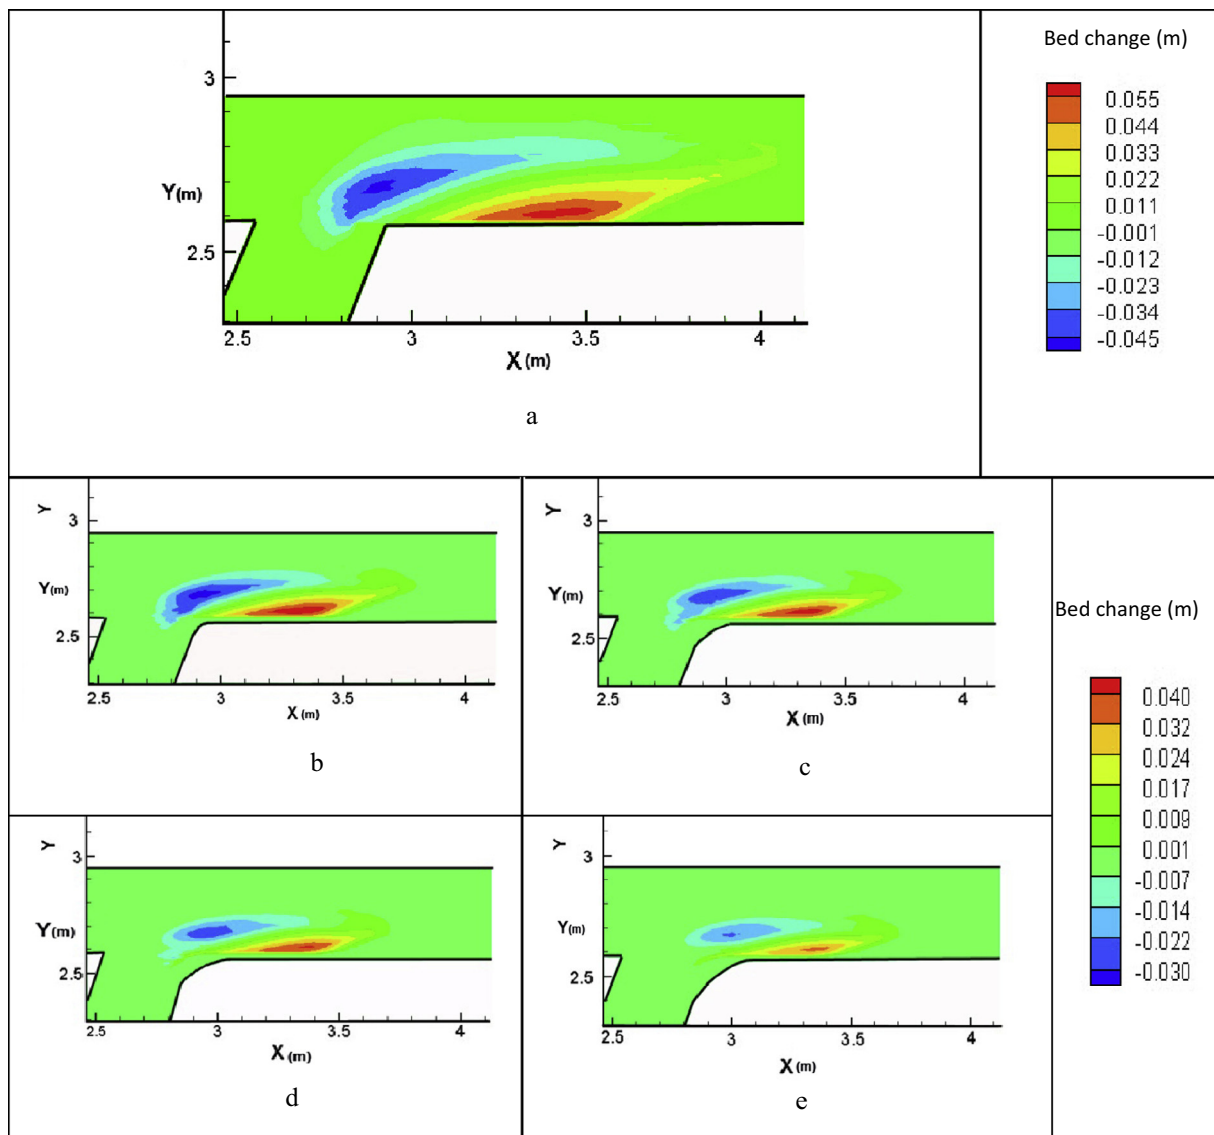 Bed change (m)
3
Y(m)
2.5
2.5 3 3.5 4
X (m)
a
0.055
0.044
0.033
0.022
0.011
-0.001
-0.012
-0.023
-0.034
-0.045
Y
3
Y(m)
2.5
2.5 3 3.5 4
X (m)
b
Y
3
Y(m)
2.5
2.5 3 3.5 4
X (m)
c
Y
3
Y(m)
2.5
2.5 3 3.5 4
X (m)
d
Y
3
Y(m)
2.5
2.5 3 3.5 4
X (m)
e
Bed change (m)
0.040
0.032
0.024
0.017
0.009
0.001
-0.007
-0.014
-0.022
-0.030